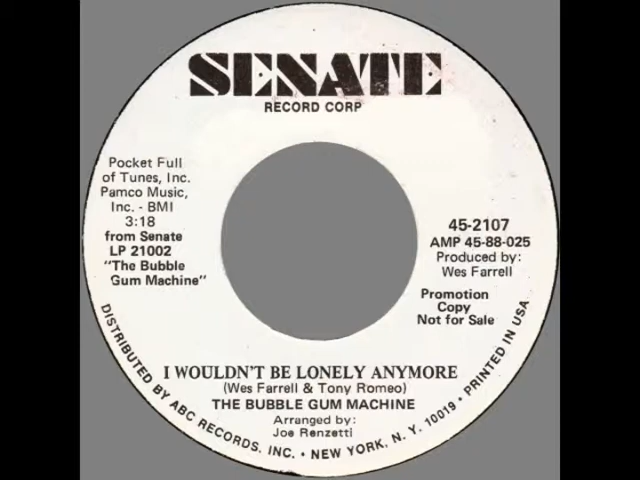 SENATE
RECORD CORP
Pocket Full
of Tunes, Inc.
Pamco Music,
Inc. - BMI
3:18
from Senate
LP 21002
"The Bubble
Gum Machine"
45-2107
AMP 45-88-025
Produced by:
Wes Farrell
Promotion
Copy
Not for Sale
I WOULDN'T BE LONELY ANYMORE
(Wes Farrell & Tony Romeo)
THE BUBBLE GUM MACHINE
Arranged by:
Joe Renzetti
DISTRIBUTED BY ABC RECORDS, INC. • NEW YORK, N. Y. 10019 • PRINTED IN USA